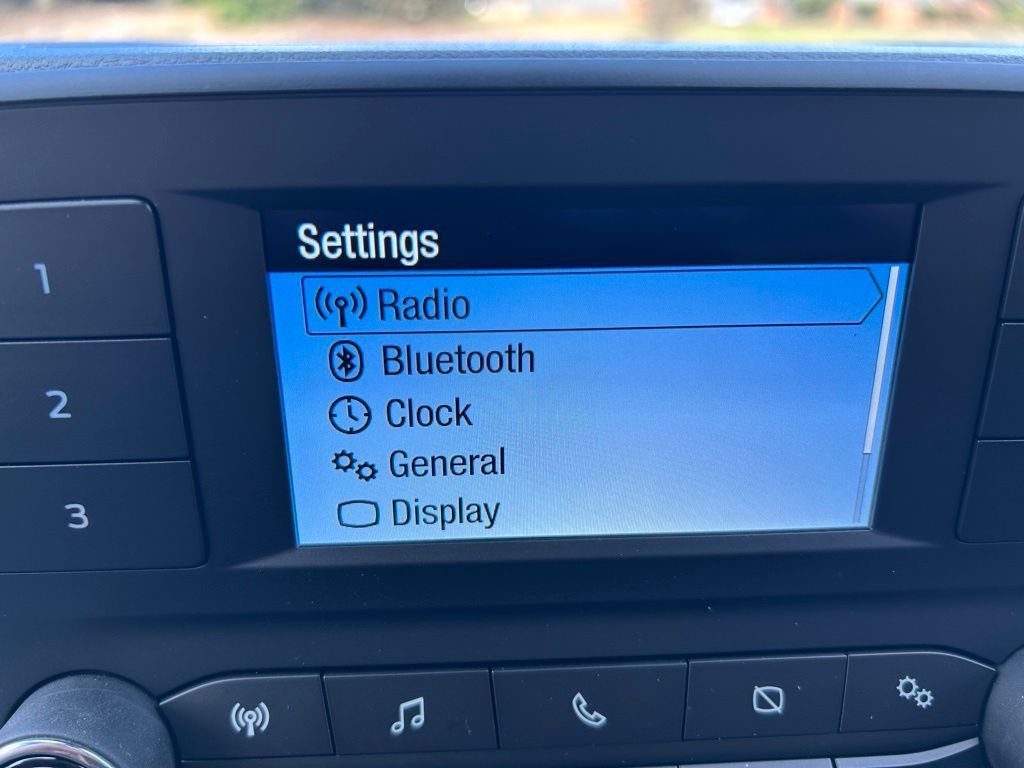 Settings
Radio
Bluetooth
Clock
General
Display
1
2
3